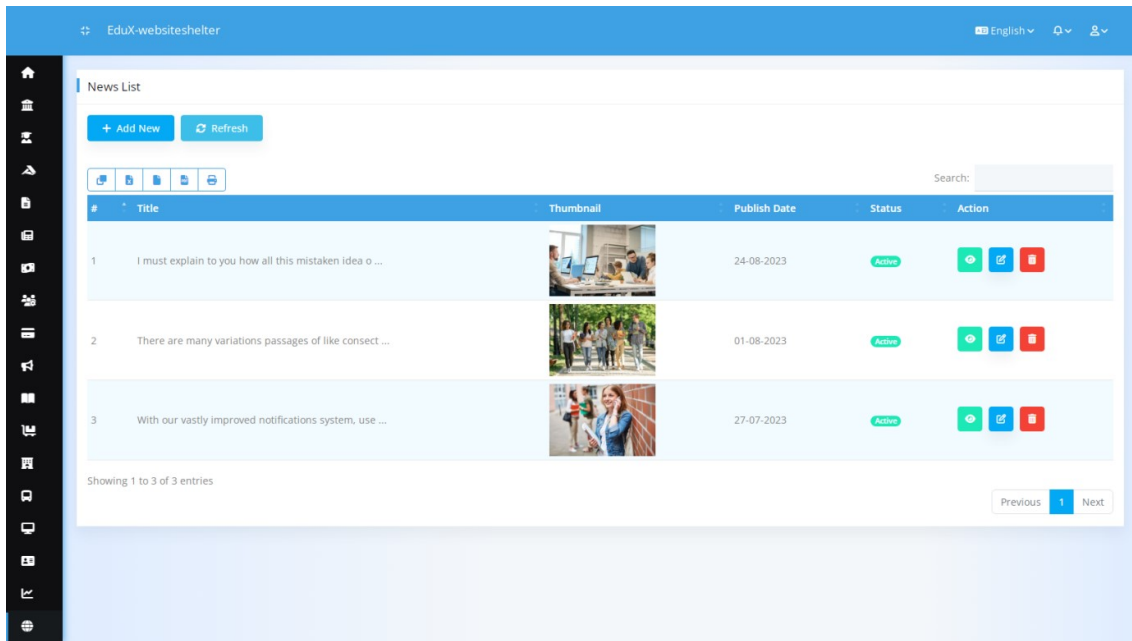 EduX-websiteshelter
English
News List
+ Add New
Refresh
Search:
# Title Thumbnail Publish Date Status Action
1 I must explain to you how all this mistaken idea o ... 24-08-2023 Active
2 There are many variations passages of like consect ... 01-08-2023 Active
3 With our vastly improved notifications system, use ... 27-07-2023 Active
Showing 1 to 3 of 3 entries
Previous 1 Next